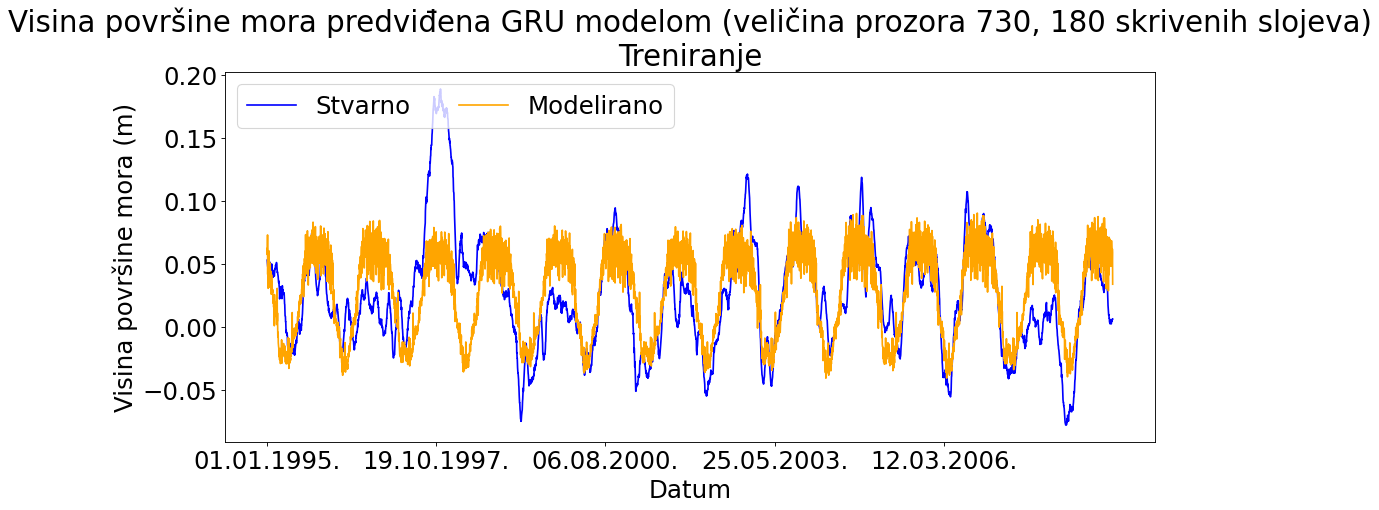 Visina površine mora predviđena GRU modelom (veličina prozora 730, 180 skrivenih slojeva)
Treniranje
Stvarno
Modelirano
Visina površine mora (m)
0.20
0.15
0.10
0.05
0.00
−0.05
01.01.1995.
19.10.1997.
06.08.2000.
25.05.2003.
12.03.2006.
Datum